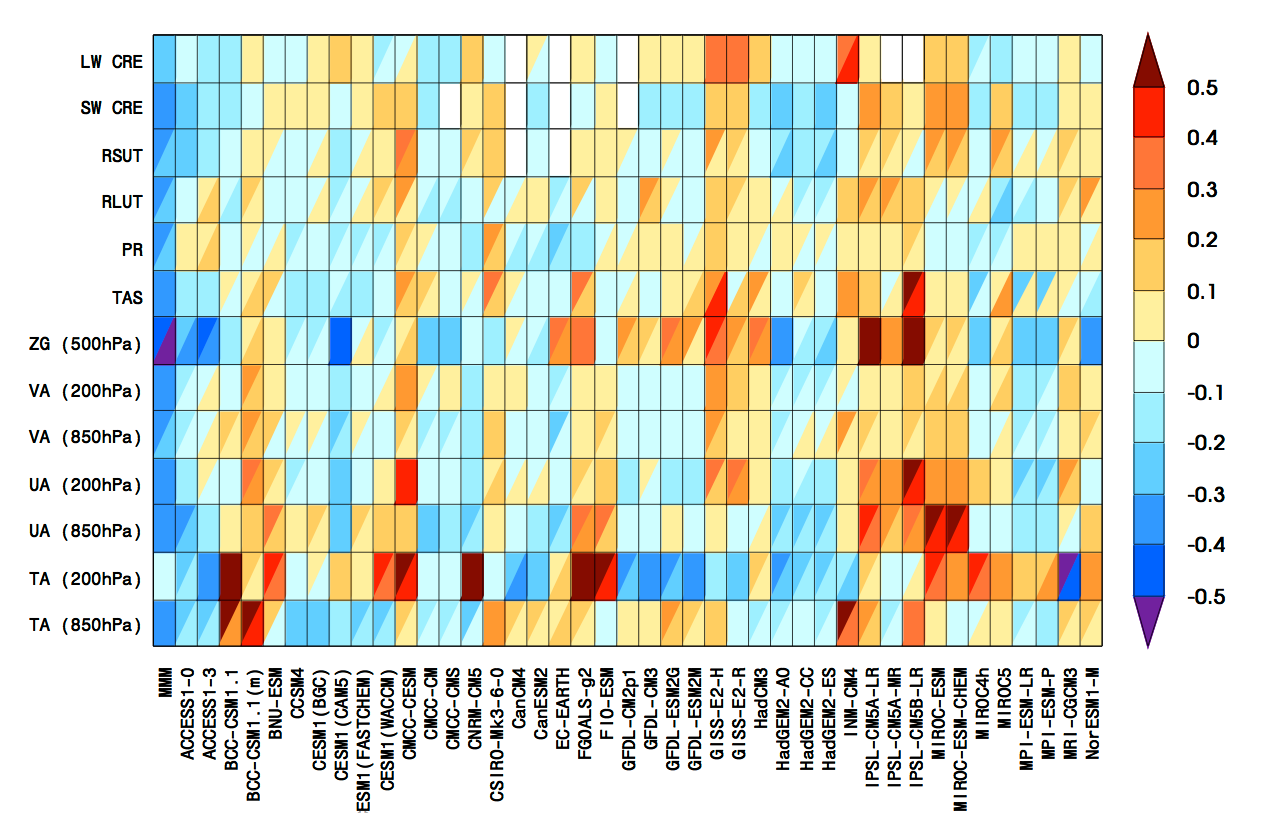 LW CRE
SW CRE
RSUT
RLUT
PR
TAS
ZG (500hPa)
VA (200hPa)
VA (850hPa)
UA (200hPa)
UA (850hPa)
TA (200hPa)
TA (850hPa)
0.5
0.4
0.3
0.2
0.1
0
-0.1
-0.2
-0.3
-0.4
-0.5
MMM
ACCESS1-0
ACCESS1-3
BCC-CSM1.1
BCC-CSM1.1(m)
BNU-ESM
CCSM4
CESM1(BGC)
CESM1(CAM5)
ESM1(FASTCHEM)
CESM1(WACCM)
CMCC-CESM
CMCC-CM
CMCC-CMS
CNRM-CM5
CSIRO-Mk3-6-0
CanCM4
CanESM2
EC-EARTH
FGOALS-g2
FIO-ESM
GFDL-CM2p1
GFDL-CM3
GFDL-ESM2G
GFDL-ESM2M
GISS-E2-H
GISS-E2-R
HadCM3
HadGEM2-AO
HadGEM2-CC
HadGEM2-ES
INM-CM4
IPSL-CM5A-LR
IPSL-CM5A-MR
IPSL-CM5B-LR
MIROC-ESM
MIROC-ESM-CHEM
MIROC4h
MIROC5
MPI-ESM-LR
MPI-ESM-P
MRI-CGCM3
NorESM1-M